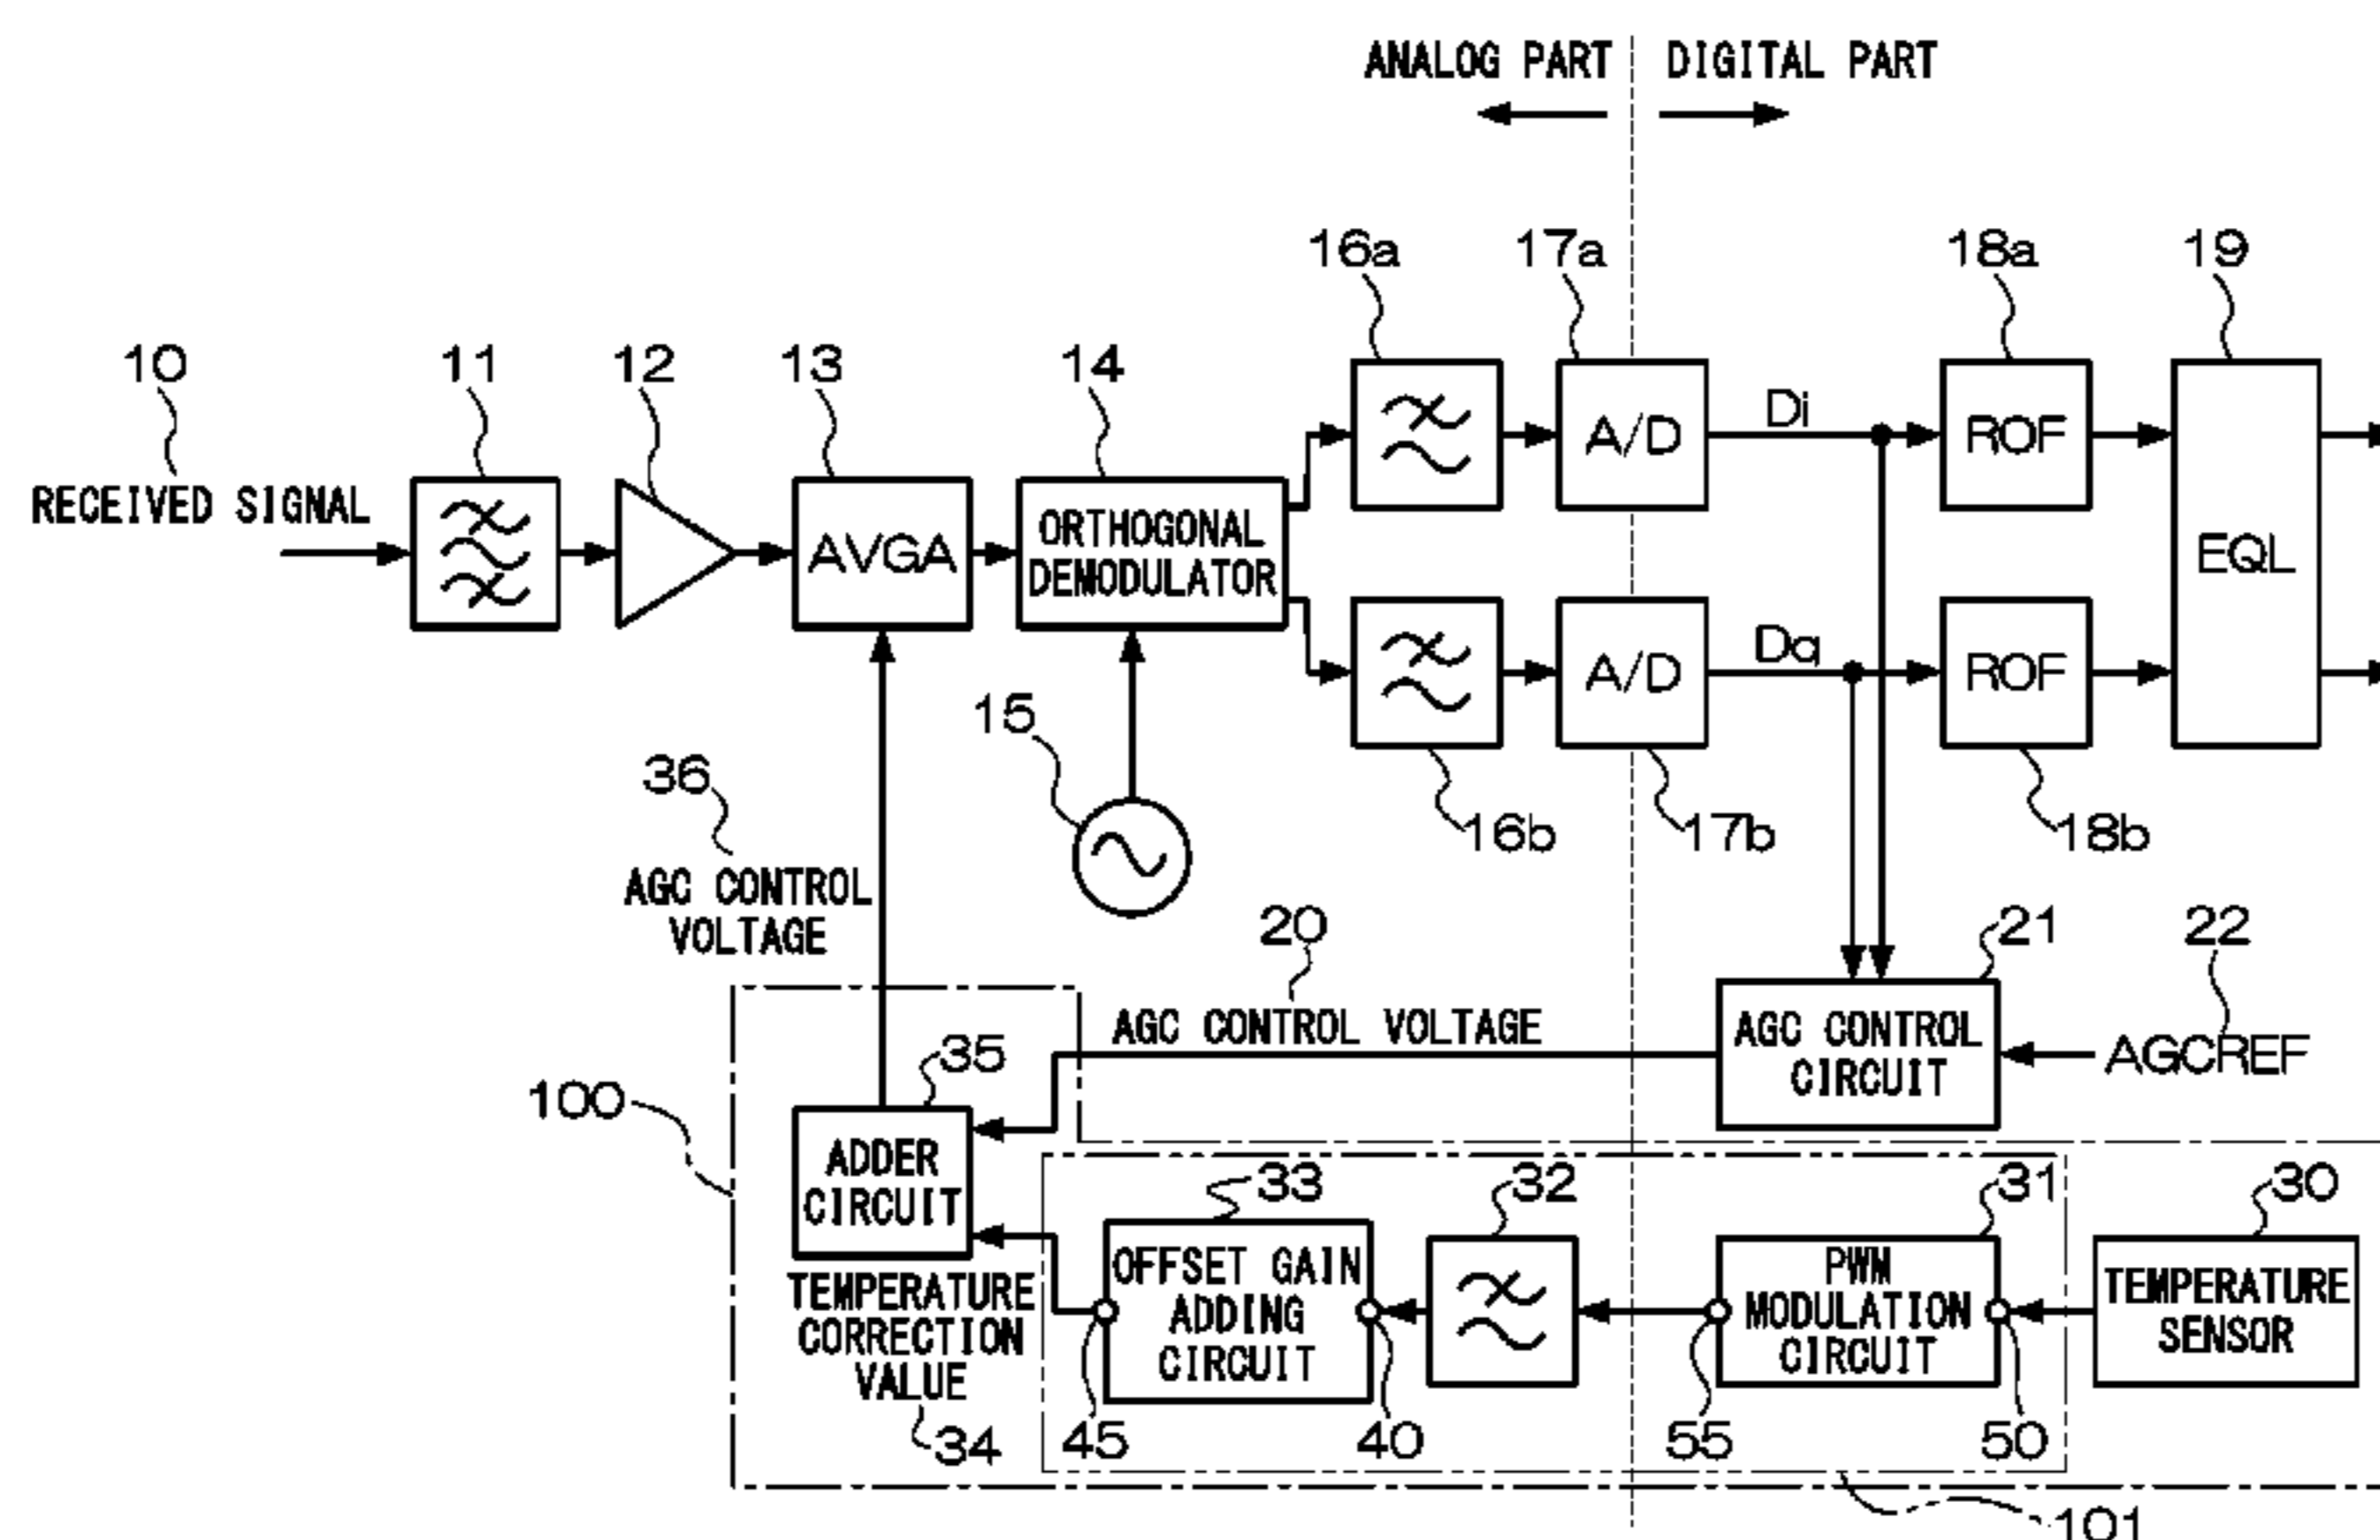 ANALOG PART DIGITAL PART
16a 17a 18a 19
10 11 12 13 14
Di
RECEIVED SIGNAL
AVGA
ORTHOGONAL
DEMODULATOR
A/D
ROF
EQL
Dq
A/D
ROF
15
36
16b 17b 18b
AGC CONTROL
VOLTAGE
20
21
22
AGC CONTROL VOLTAGE
AGC CONTROL
CIRCUIT
AGCREF
35
100
ADDER
CIRCUIT
33
32
31
30
TEMPERATURE
CORRECTION
VALUE
34
OFFSET GAIN
ADDING
CIRCUIT
PWM
MODULATION
CIRCUIT
TEMPERATURE
SENSOR
45 40 55 50
101